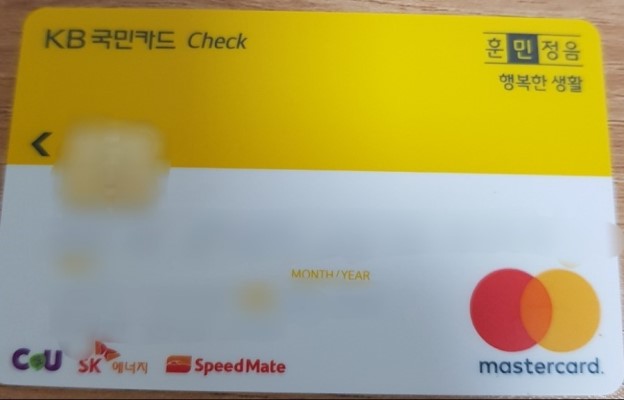 KB 국민카드 Check
훈민정음
행복한 생활
MONTH/YEAR
CU SK 에너지 SpeedMate
mastercard.